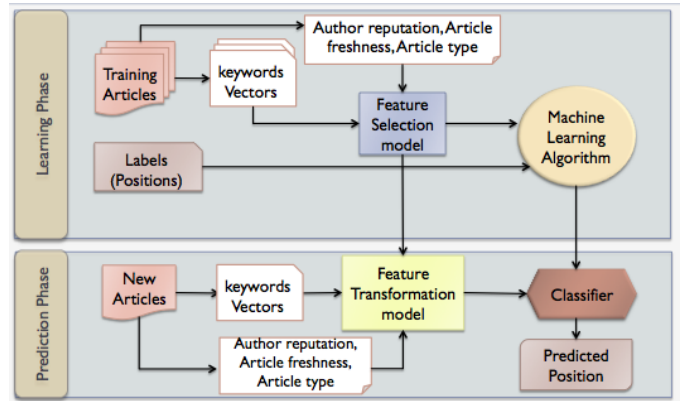 Learning Phase
Author reputation, Article
freshness, Article type
Training
Articles
keywords
Vectors
Feature
Selection
model
Machine
Learning
Algorithm
Labels
(Positions)
Prediction Phase
New
Articles
keywords
Vectors
Feature
Transformation
model
Classifier
Author reputation,
Article freshness,
Article type
Predicted
Position